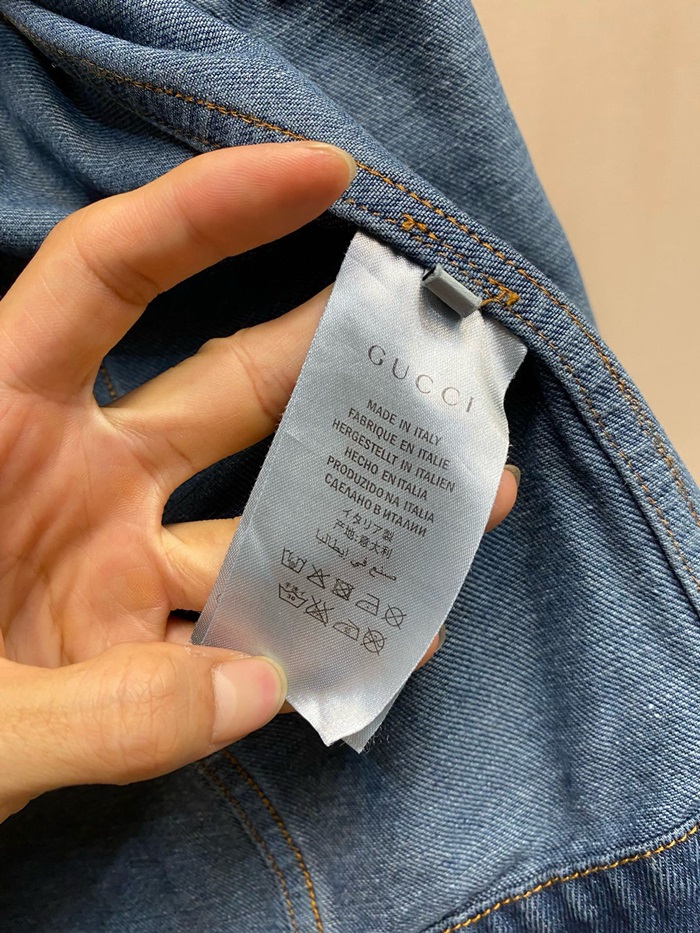 GUCCI
MADE IN ITALY
FABRIQUE EN ITALIE
HERGESTELLT IN ITALIEN
HECHO EN ITALIA
PRODUZIDO NA ITALIA
СДЕЛАНО В ИТАЛИИ
イタリア製
产地:意大利
صنع في إيطاليا